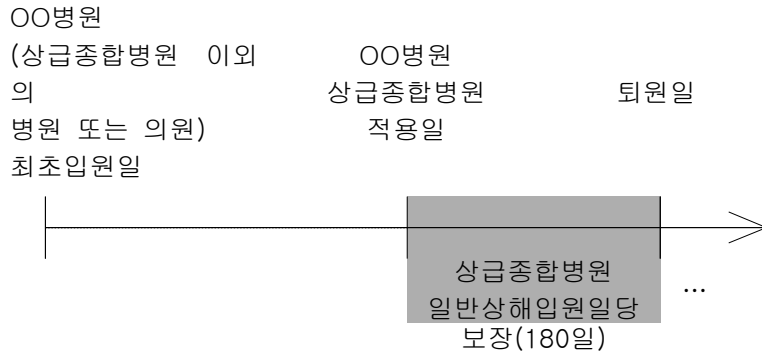 OO병원
(상급종합병원 이외
의
병원 또는 의원)
최초입원일
OO병원
상급종합병원
적용일
퇴원일
상급종합병원
일반상해입원일당
보장(180일)
...